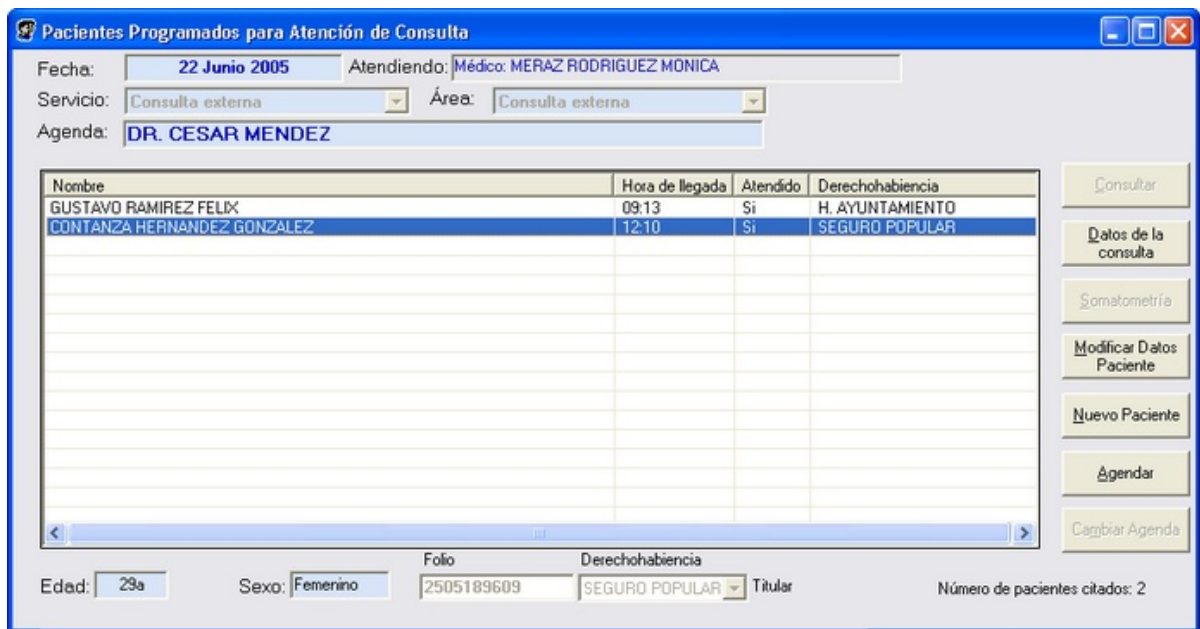 Pacientes Programados para Atención de Consulta
Fecha: 22 Junio 2005 Atendiendo: Médico: MERAZ RODRIGUEZ MONICA
Servicio: Consulta externa Área: Consulta externa
Agenda: DR. CESAR MENDEZ
Nombre Hora de llegada Atendido Derechohabiencia
GUSTAVO RAMIREZ FELIX 09:13 Si H. AYUNTAMIENTO
CONTANZA HERNANDEZ GONZALEZ 12:10 Si SEGURO POPULAR
Consultar
Datos de la
consulta
Somatometría
Modificar Datos
Paciente
Nuevo Paciente
Agendar
Cambiar Agenda
Folio Derechohabiencia
Edad: 29a Sexo: Femenino 2505189609 SEGURO POPULAR Titular Número de pacientes citados: 2